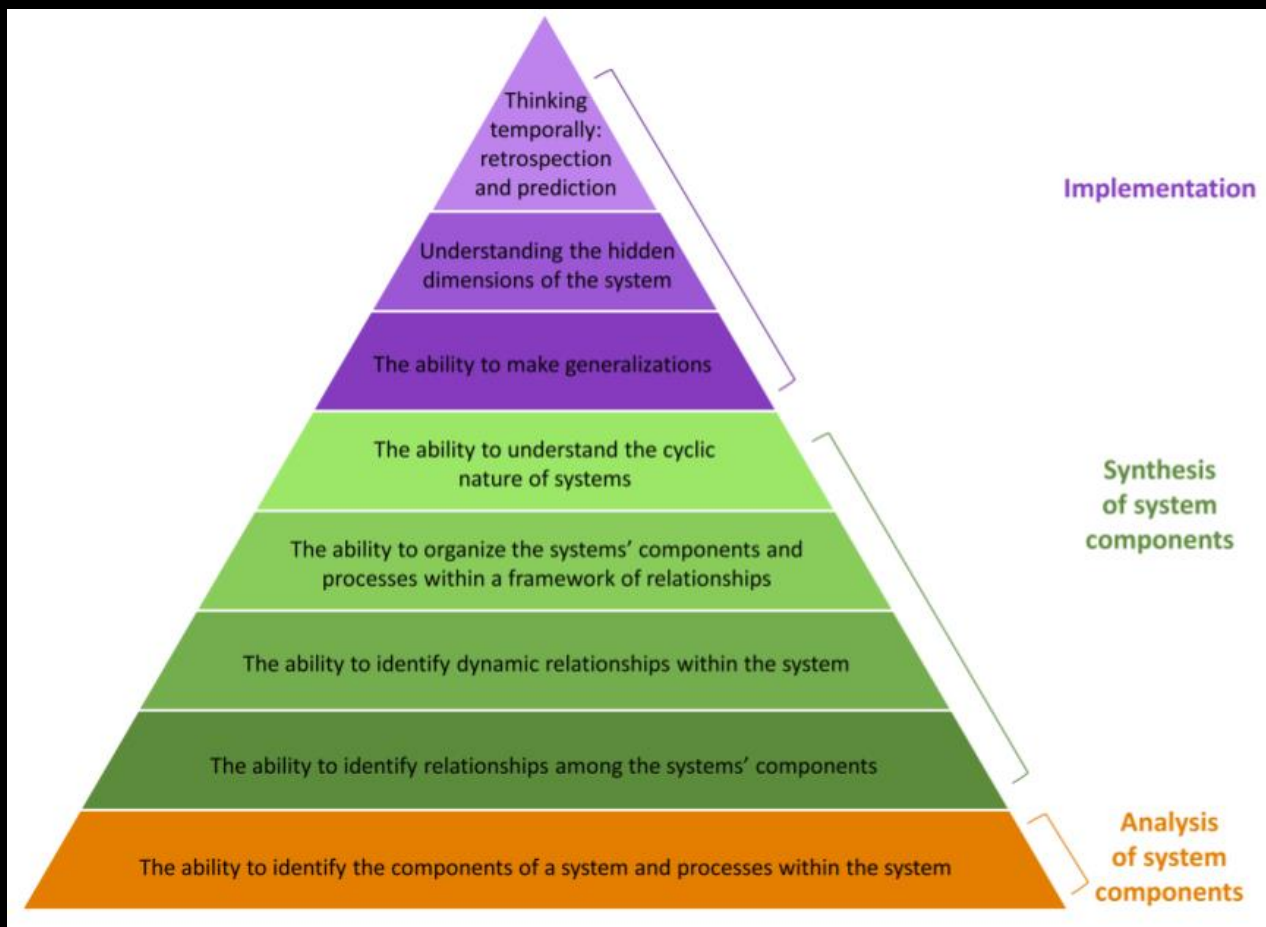 Thinking
temporally:
retrospection
and prediction
Implementation
Understanding the hidden
dimensions of the system
The ability to make generalizations
The ability to understand the cyclic
nature of systems
Synthesis
of system
components
The ability to organize the systems’ components and
processes within a framework of relationships
The ability to identify dynamic relationships within the system
The ability to identify relationships among the systems’ components
Analysis
of system
components
The ability to identify the components of a system and processes within the system